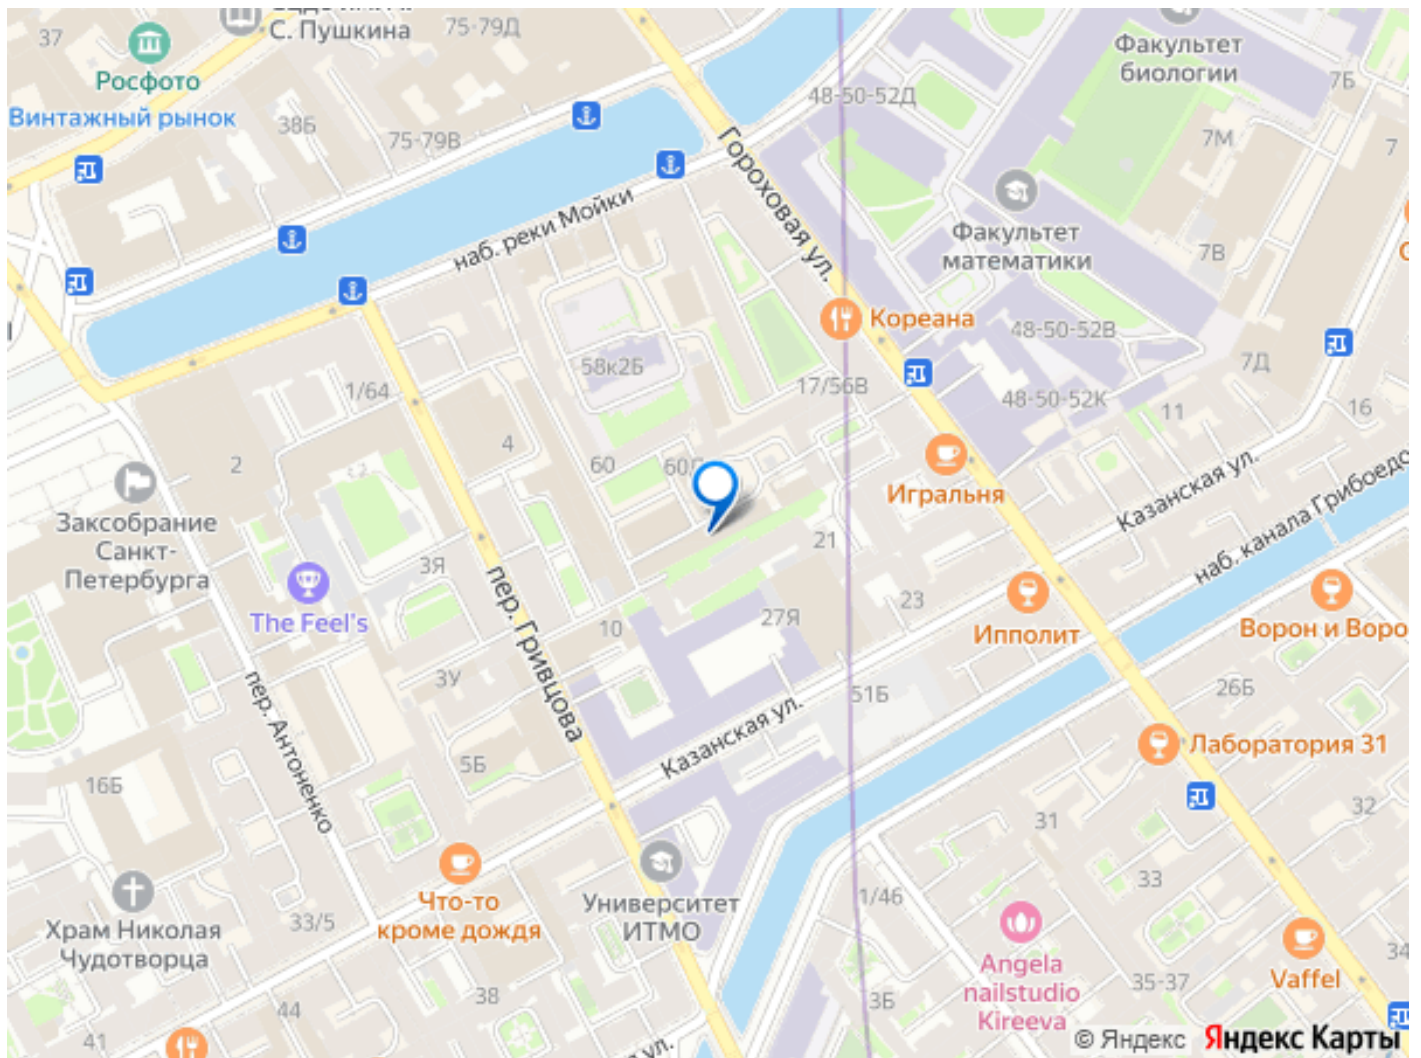 С. Пушкина
75-79Д
37
Росфото
Винтажный рынок
38Б
75-79В
48-50-52Д
Факультет
биологии
7Б
7М
7
Гороховая ул.
наб. реки Мойки
Факультет
математики
7В
Кореана
48-50-52В
58к2Б
17/56В
7Д
48-50-52К
11
16
1/64
4
2
60
Игральня
Казанская ул.
наб. канала Грибоедо
Заксобрание
Санкт-
Петербурга
3Я
21
The Feel's
пер. Гривцова
10
27Я
23
Ипполит
Ворон и Воро
3У
51Б
26Б
пер. Антоненко
Казанская ул.
Лаборатория 31
16Б
5Б
31
32
Что-то
кроме дождя
Университет
ИТМО
1/46
33
Храм Николая
Чудотворца
33/5
Angela
nailstudio
Kireeva
35-37
Vaffel
34
44
38
3Б
41
ул.
© Яндекс Яндекс Карты